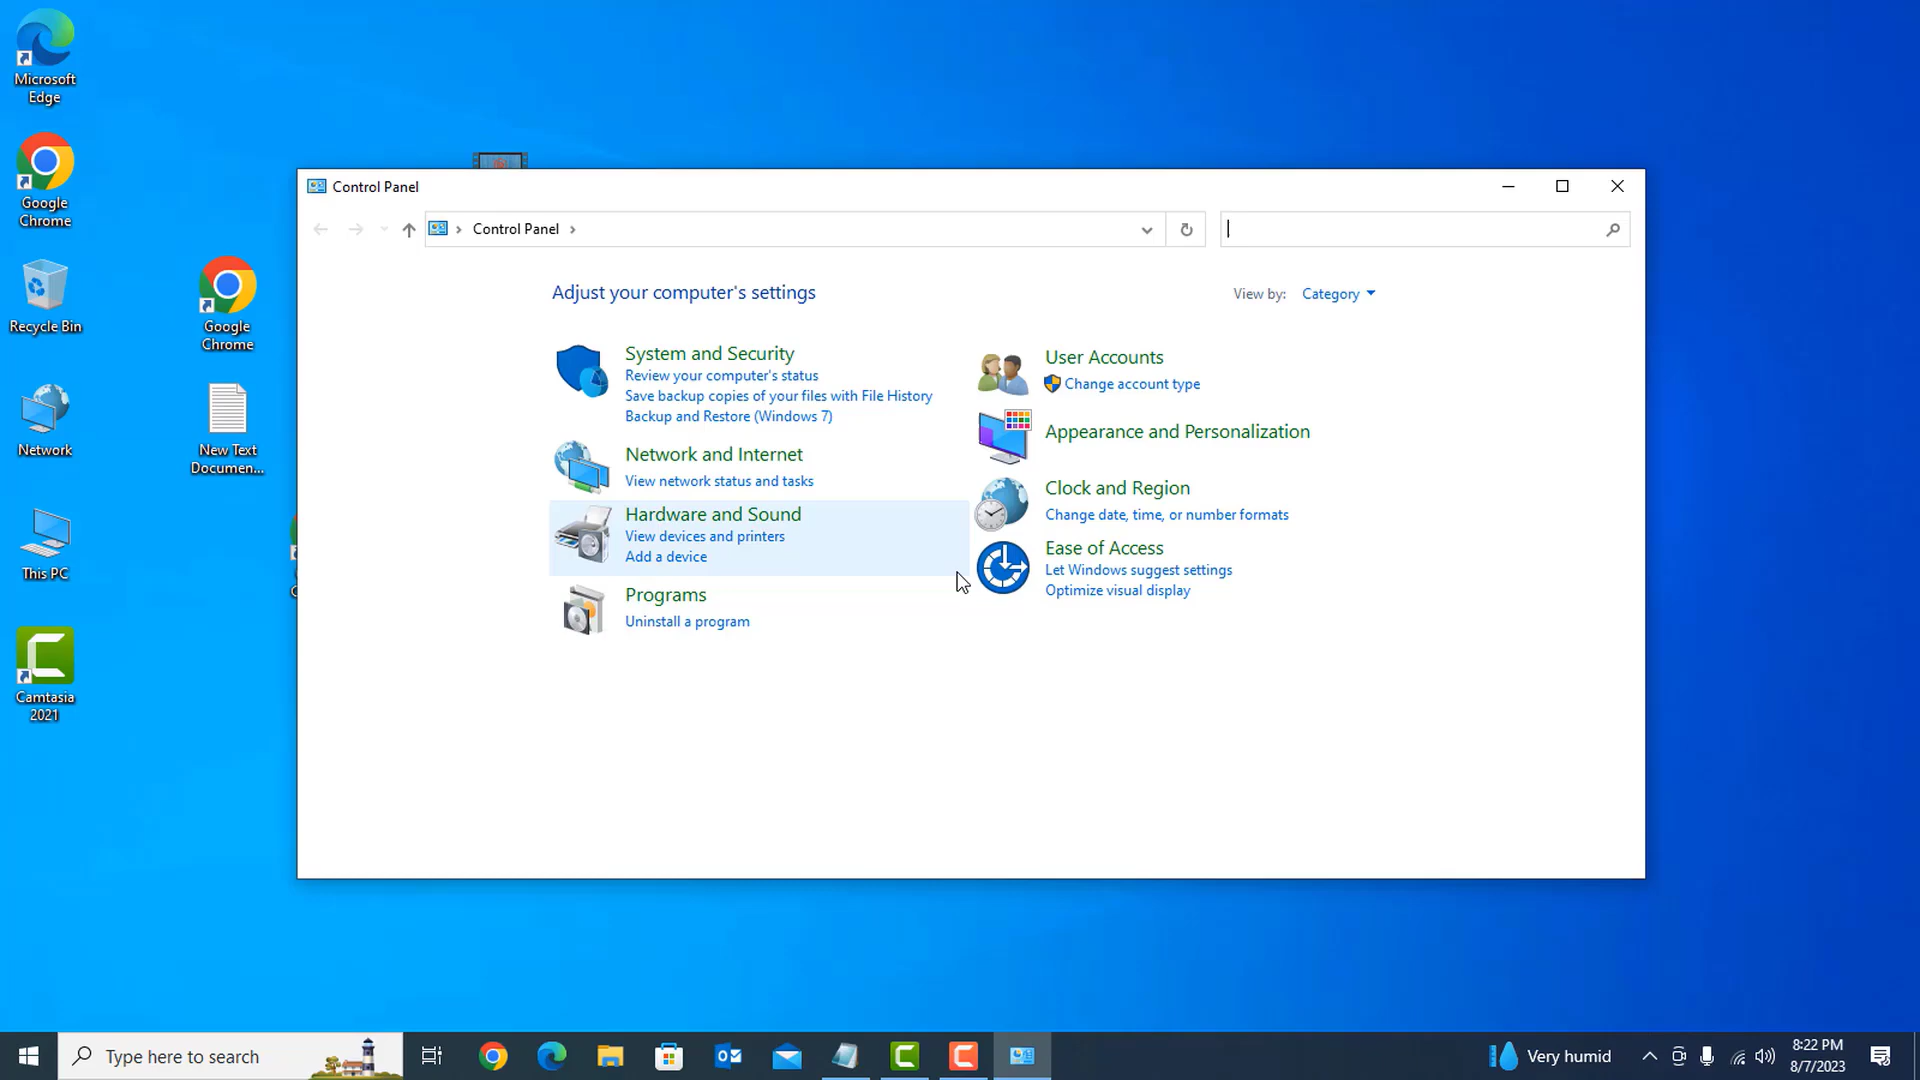 Microsoft
Edge
Google
Chrome
Recycle Bin
Network
This PC
Camtasia
2021
Google
Chrome
New Text
Documen...
Control Panel
Control Panel
Adjust your computer's settings
View by: Category
System and Security
Review your computer's status
Save backup copies of your files with File History
Backup and Restore (Windows 7)
Network and Internet
View network status and tasks
Hardware and Sound
View devices and printers
Add a device
Programs
Uninstall a program
User Accounts
Change account type
Appearance and Personalization
Clock and Region
Change date, time, or number formats
Ease of Access
Let Windows suggest settings
Optimize visual display
Type here to search
Very humid
8:22 PM
8/7/2023